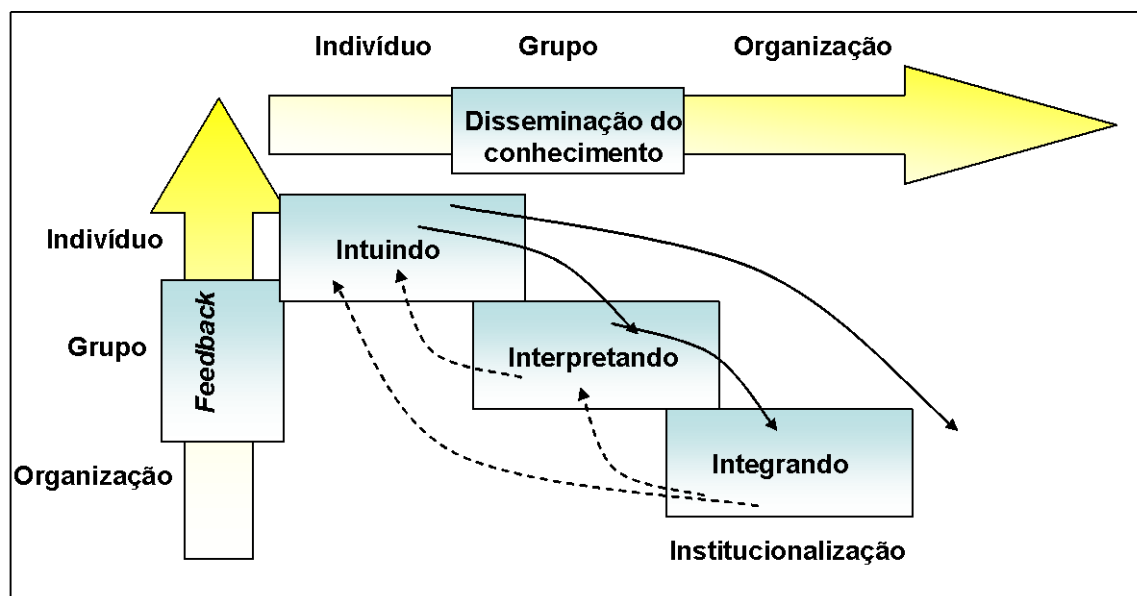 Indivíduo Grupo Organização
Disseminação do
conhecimento
Indivíduo
Intuindo
Feedback
Grupo
Interpretando
Organização
Integrando
Institucionalização